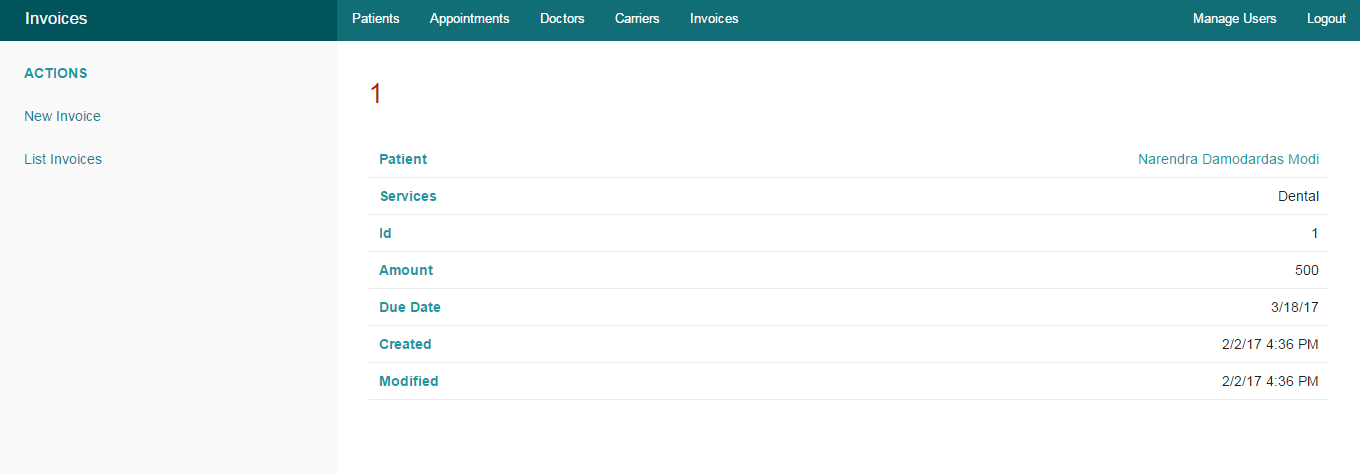 Invoices Patients Appointments Doctors Carriers Invoices Manage Users Logout
ACTIONS
New Invoice
List Invoices
1
Patient Narendra Damodardas Modi
Services Dental
Id 1
Amount 500
Due Date 3/18/17
Created 2/2/17 4:36 PM
Modified 2/2/17 4:36 PM